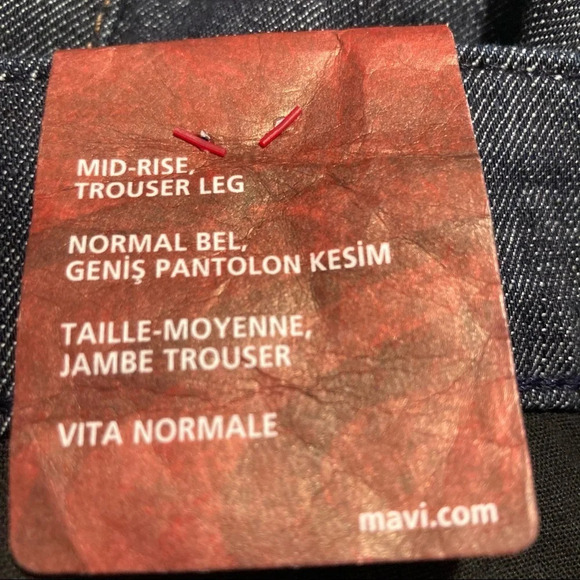 MID-RISE,
TROUSER LEG
NORMAL BEL,
GENİŞ PANTOLON KESİM
TAILLE-MOYENNE,
JAMBE TROUSER
VITA NORMALE
mavi.com